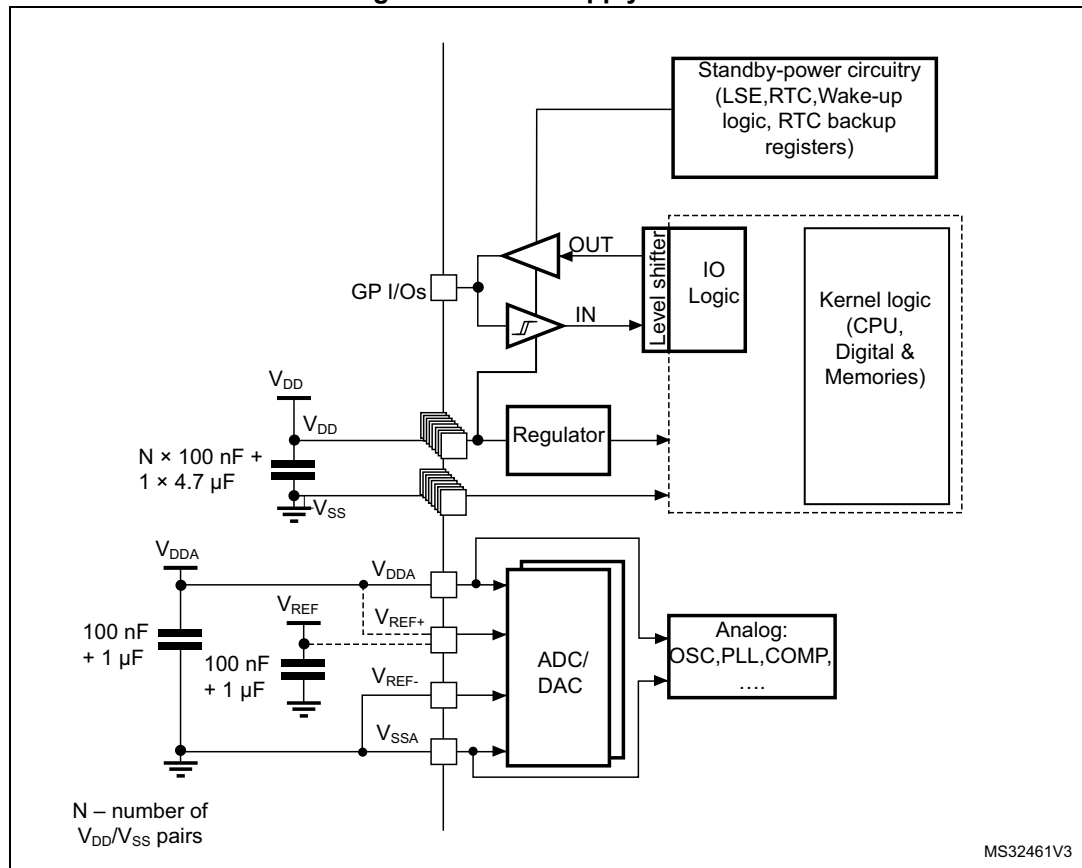 Standby-power circuitry
(LSE,RTC,Wake-up
logic, RTC backup
registers)
OUT
Level shifter
IO
Logic
GP I/Os
IN
Kernel logic
(CPU,
Digital &
Memories)
VDD
VDD
Regulator
N × 100 nF +
1 × 4.7 µF
VSS
VDDA
VDDA
VREF
VREF+
100 nF
+ 1 µF
100 nF
+ 1 µF
VREF-
ADC/
DAC
Analog:
OSC,PLL,COMP,
....
VSSA
N – number of
VDD/VSS pairs
MS32461V3